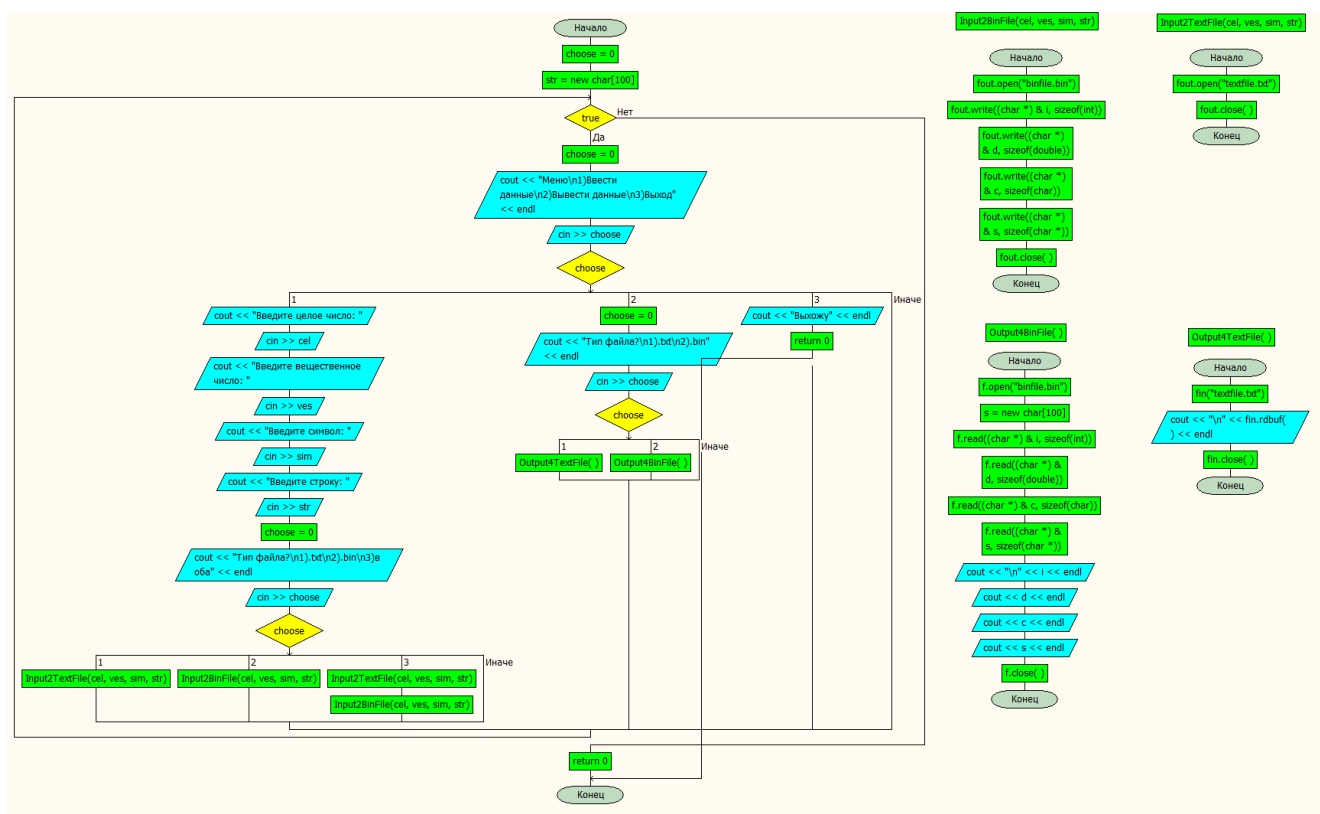 Начало
choose = 0
str = new char[100]
true
Нет
Да
choose = 0
cout << "Меню\n1)Ввести
данные\n2)Вывести данные\n3)Выход"
<< endl
cin >> choose
choose
1
cout << "Введите целое число: "
cin >> cel
cout << "Введите вещественное
число: "
cin >> ves
cout << "Введите символ: "
cin >> sim
cout << "Введите строку: "
cin >> str
choose = 0
cout << "Тип файла?\n1).txt\n2).bin\n3)в
оба" << endl
cin >> choose
choose
1
Input2TextFile(cel, ves, sim, str)
2
Input2BinFile(cel, ves, sim, str)
3
Input2TextFile(cel, ves, sim, str)
Input2BinFile(cel, ves, sim, str)
Иначе
2
choose = 0
cout << "Тип файла?\n1).txt\n2).bin"
<< endl
cin >> choose
choose
1
Output4TextFile( )
2
Output4BinFile( )
Иначе
3
cout << "Выхожу" << endl
return 0
Иначе
return 0
Конец
Input2BinFile(cel, ves, sim, str)
Начало
fout.open("binfile.bin")
fout.write((char *) & i, sizeof(int))
fout.write((char *)
& d, sizeof(double))
fout.write((char *)
& c, sizeof(char))
fout.write((char *)
& s, sizeof(char *))
fout.close( )
Конец
Input2TextFile(cel, ves, sim, str)
Начало
fout.open("textfile.txt")
fout.close( )
Конец
Output4BinFile( )
Начало
f.open("binfile.bin")
s = new char[100]
f.read((char *) & i, sizeof(int))
f.read((char *) &
d, sizeof(double))
f.read((char *) & c, sizeof(char))
f.read((char *) &
s, sizeof(char *))
cout << "\n" << i << endl
cout << d << endl
cout << c << endl
cout << s << endl
f.close( )
Конец
Output4TextFile( )
Начало
fin("textfile.txt")
cout << "\n" << fin.rdbuf(
) << endl
fin.close( )
Конец